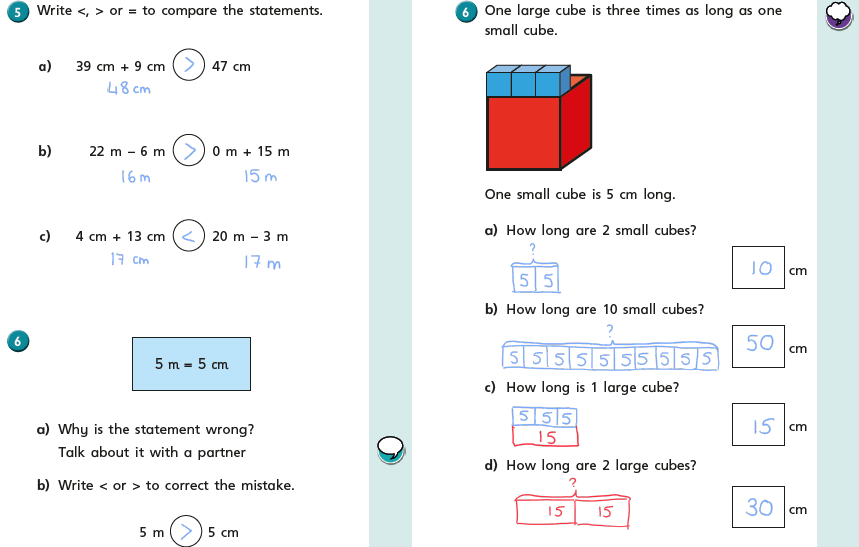 5 Write <, > or = to compare the statements.
a) 39 cm + 9 cm > 47 cm
48 cm
b) 22 m – 6 m > 0 m + 15 m
16 m 15 m
c) 4 cm + 13 cm < 20 m – 3 m
17 cm 17 m
6
5 m = 5 cm
a) Why is the statement wrong?
Talk about it with a partner
b) Write < or > to correct the mistake.
5 m > 5 cm
6 One large cube is three times as long as one
small cube.
One small cube is 5 cm long.
a) How long are 2 small cubes?
?
5 5
10 cm
b) How long are 10 small cubes?
?
5 5 5 5 5 5 5 5 5 5
50 cm
c) How long is 1 large cube?
5 5 5
15
15 cm
d) How long are 2 large cubes?
?
15 15
30 cm